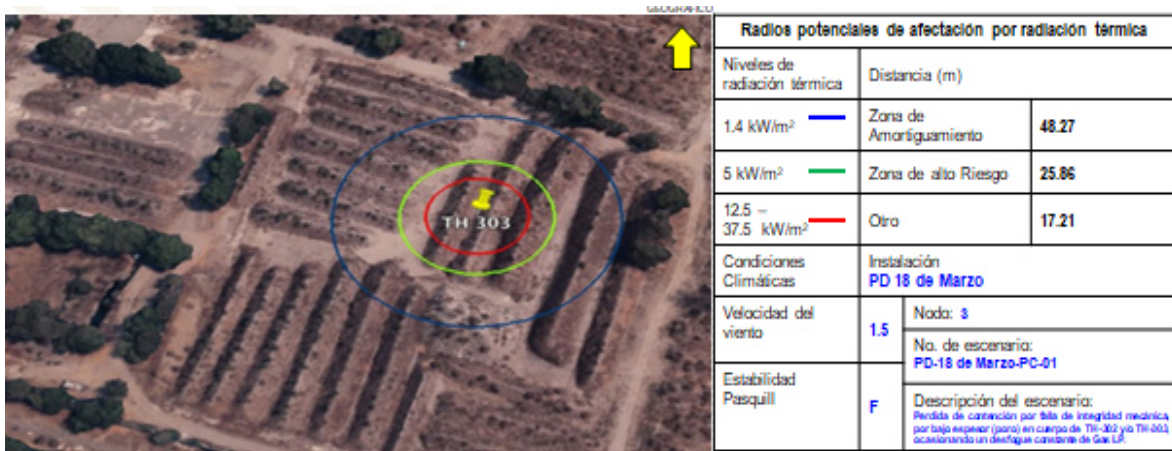 GEOGRÁFICO
TH 303
Radios potenciales de afectación por radiación térmica
Niveles de
radiación térmica
Distancia (m)
1.4 kW/m²
Zona de
Amortiguamiento
48.27
5 kW/m²
Zona de alto Riesgo
25.86
12.5 –
37.5 kW/m²
Otro
17.21
Condiciones
Climáticas
Instalación
PD 18 de Marzo
Velocidad del
viento
1.5
Nodo: 3
No. de escenario:
PD-18 de Marzo-PC-01
Estabilidad
Pasquill
F
Descripción del escenario:
Perdida de contención por falla de integridad mecánica,
por bajo espesor (poro) en cuerpo de TH-302 y/o TH-303,
ocasionando un desfogue constante de Gas LP.